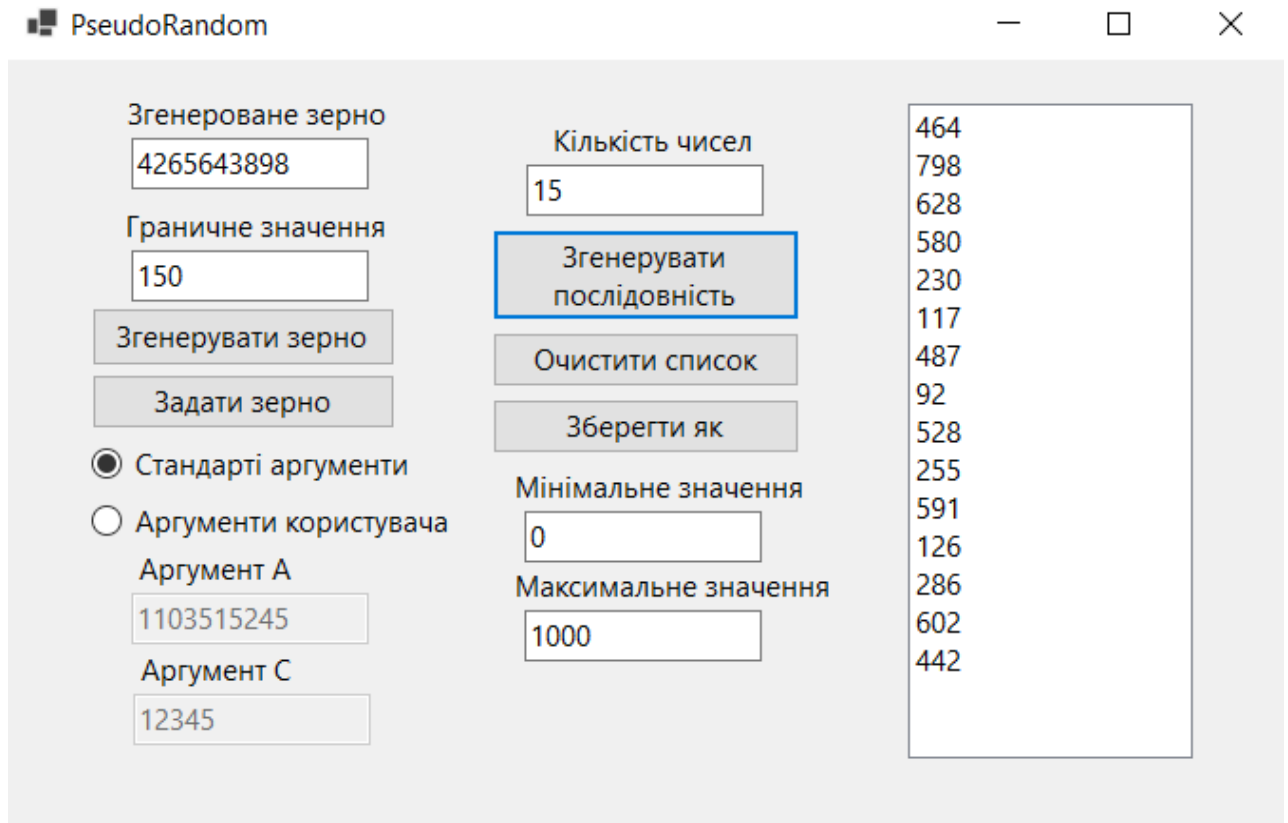 PseudoRandom
Згенероване зерно
4265643898
Граничне значення
150
Згенерувати зерно
Задати зерно
Стандарті аргументи
Аргументи користувача
Аргумент А
1103515245
Аргумент С
12345
Кількість чисел
15
Згенерувати
послідовність
Очистити список
Зберегти як
Мінімальне значення
0
Максимальне значення
1000
464
798
628
580
230
117
487
92
528
255
591
126
286
602
442